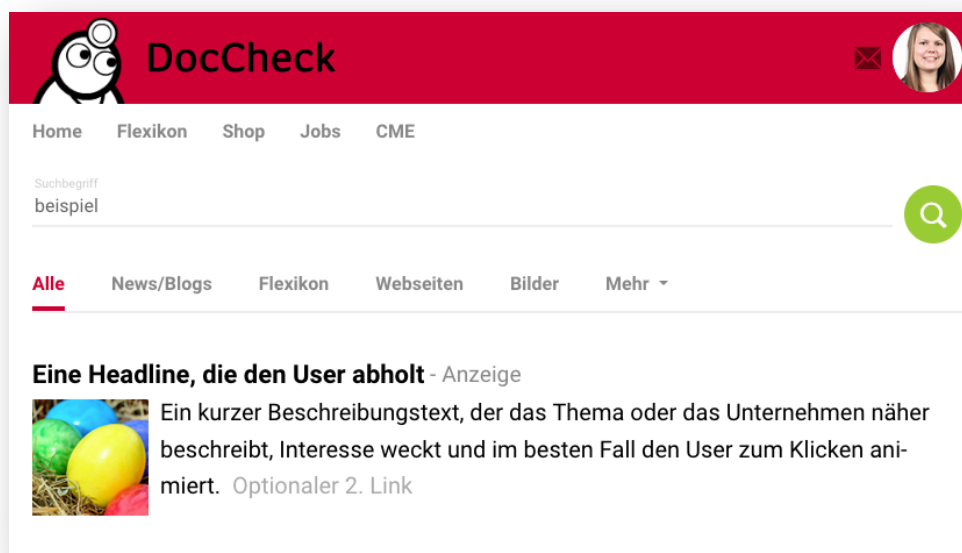 DocCheck
Home Flexikon Shop Jobs CME
Suchbegriff
beispiel
Alle News/Blogs Flexikon Webseiten Bilder Mehr
Eine Headline, die den User abholt - Anzeige
Ein kurzer Beschreibungstext, der das Thema oder das Unternehmen näher
beschreibt, Interesse weckt und im besten Fall den User zum Klicken ani-
miert. Optionaler 2. Link